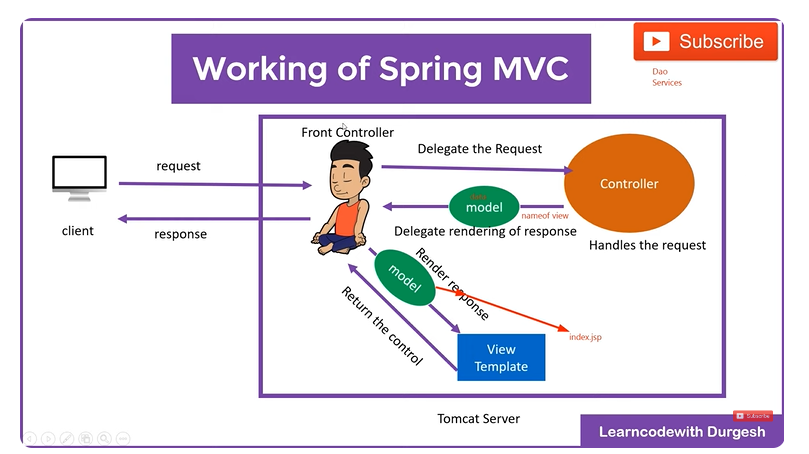 Subscribe
Working of Spring MVC
Dao
Services
Front Controller
Delegate the Request
request
Controller
model
nameof view
client
response
Delegate rendering of response
Handles the request
model
Render response
Return the control
index.jsp
View
Template
Subscribe
Tomcat Server
Learncodewith Durgesh